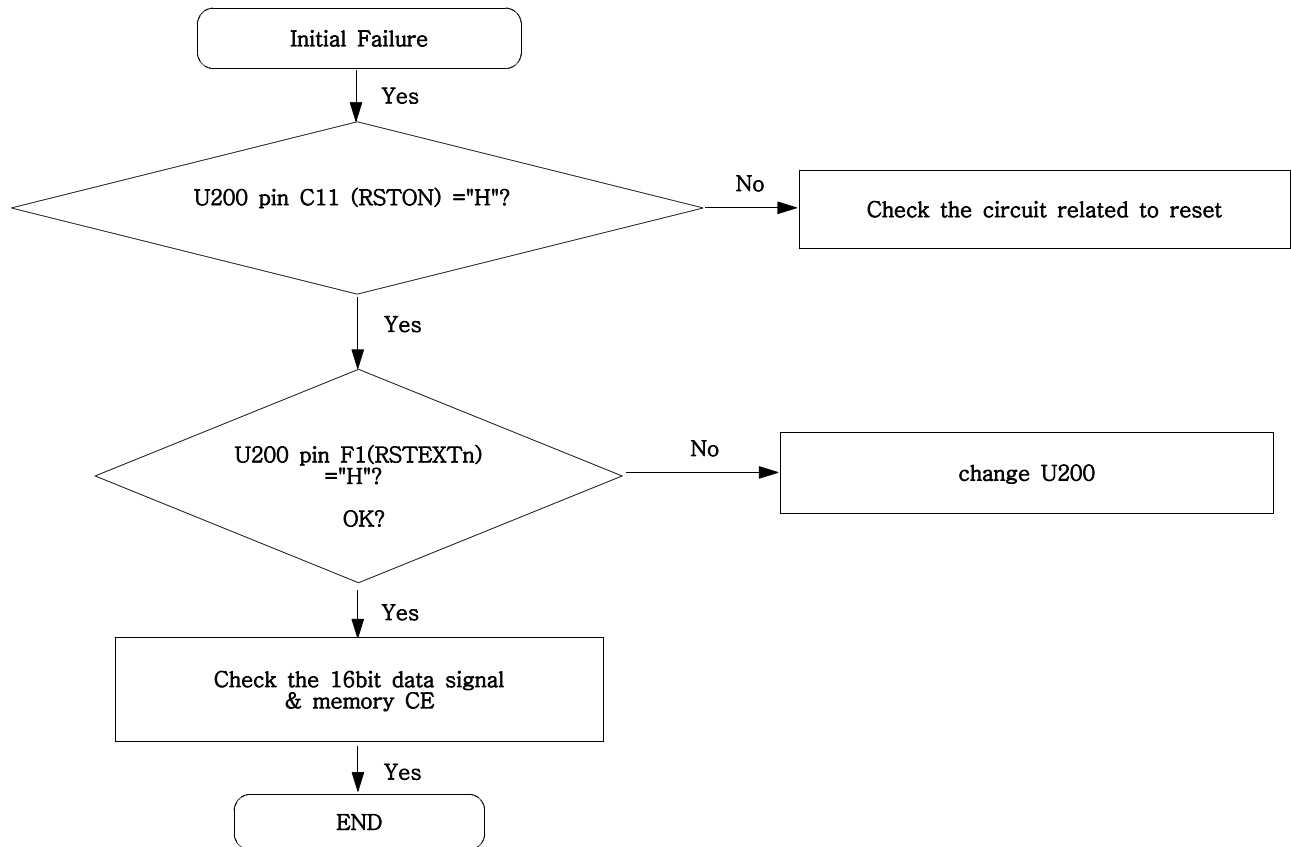 Initial Failure
Yes
U200 pin C11 (RSTON) ="H"?
No
Check the circuit related to reset
Yes
U200 pin F1(RSTEXTn)
="H"?
OK?
No
change U200
Yes
Check the 16bit data signal
& memory CE
Yes
END